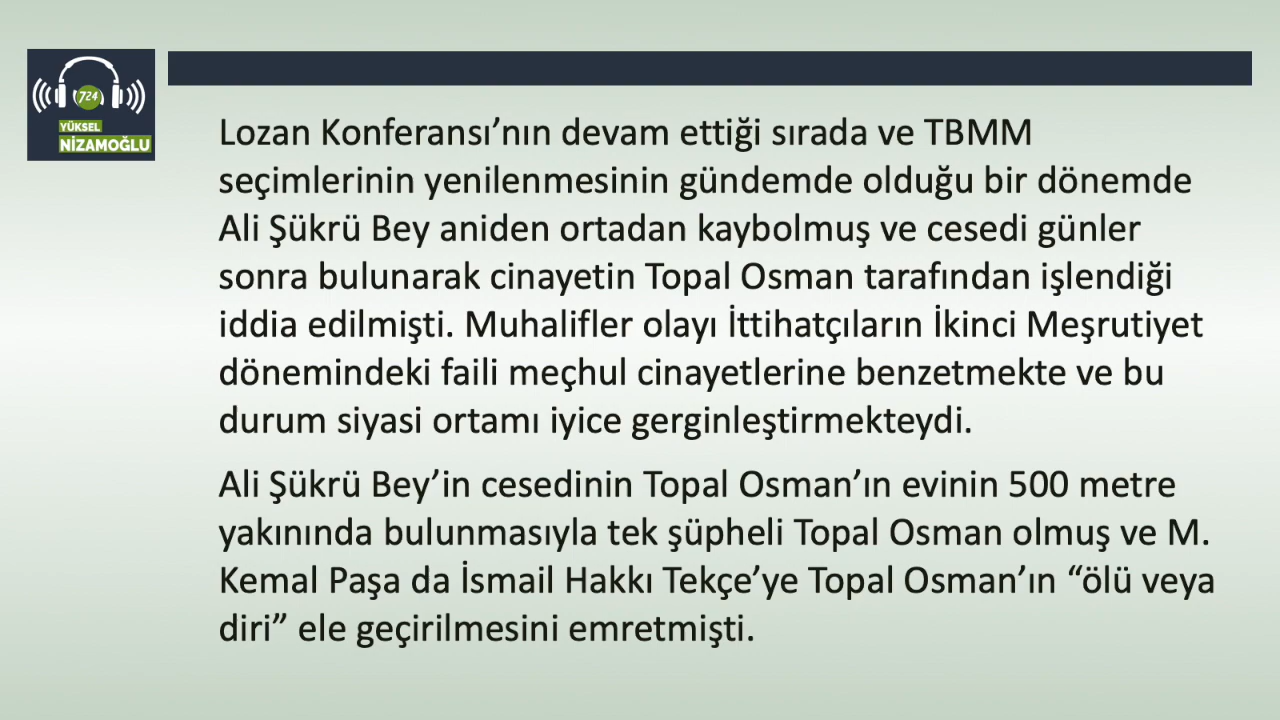 724
YÜKSEL
NİZAMOĞLU
Lozan Konferansı’nın devam ettiği sırada ve TBMM
seçimlerinin yenilenmesinin gündemde olduğu bir dönemde
Ali Şükrü Bey aniden ortadan kaybolmuş ve cesedi günler
sonra bulunarak cinayetin Topal Osman tarafından işlendiği
iddia edilmişti. Muhalifler olayı İttihatçıların İkinci Meşrutiyet
dönemindeki faili meçhul cinayetlerine benzetmekte ve bu
durum siyasi ortamı iyice gerginleştirmekteydi.
Ali Şükrü Bey’in cesedinin Topal Osman’ın evinin 500 metre
yakınında bulunmasıyla tek şüpheli Topal Osman olmuş ve M.
Kemal Paşa da İsmail Hakkı Tekçe’ye Topal Osman’ın “ölü veya
diri” ele geçirilmesini emretmişti.